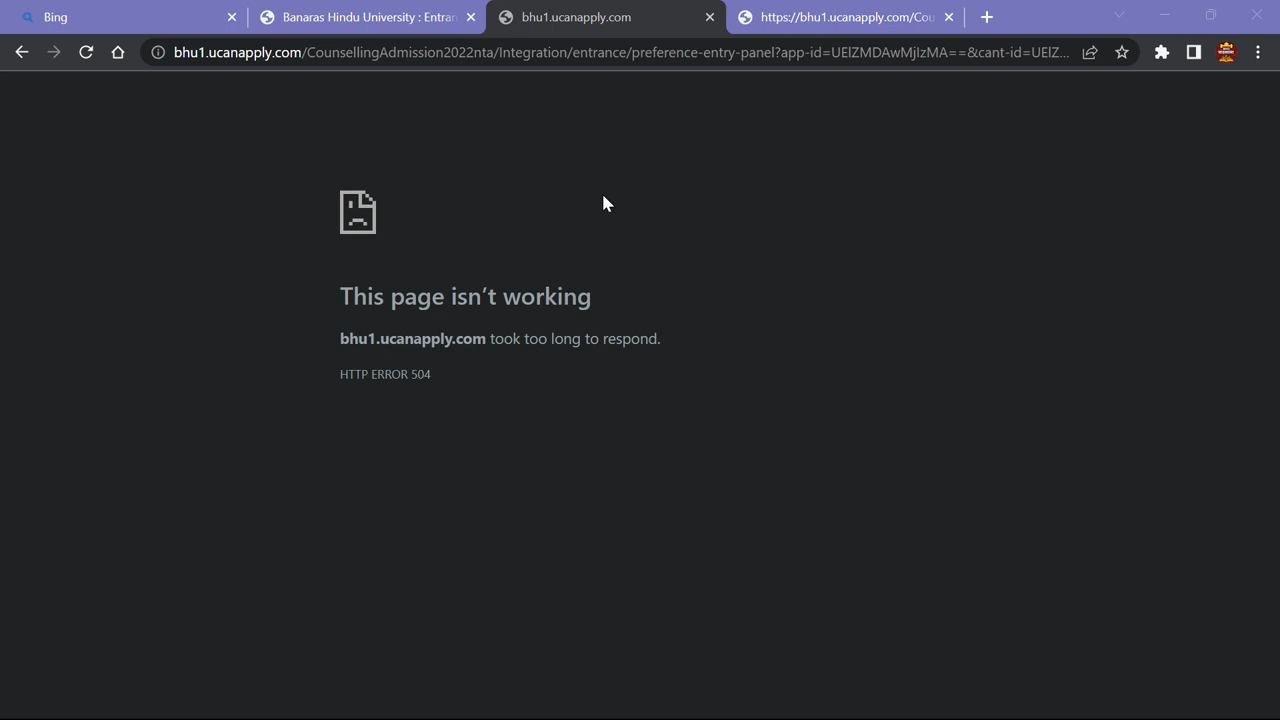 Bing
Banaras Hindu University : Entran
bhu1.ucanapply.com
https://bhu1.ucanapply.com/Cou
bhu1.ucanapply.com/CounsellingAdmission2022nta/Integration/entrance/preference-entry-panel?app-id=UElZMDAwMjIzMA==&cant-id=UElZ...
This page isn't working
bhu1.ucanapply.com took too long to respond.
HTTP ERROR 504